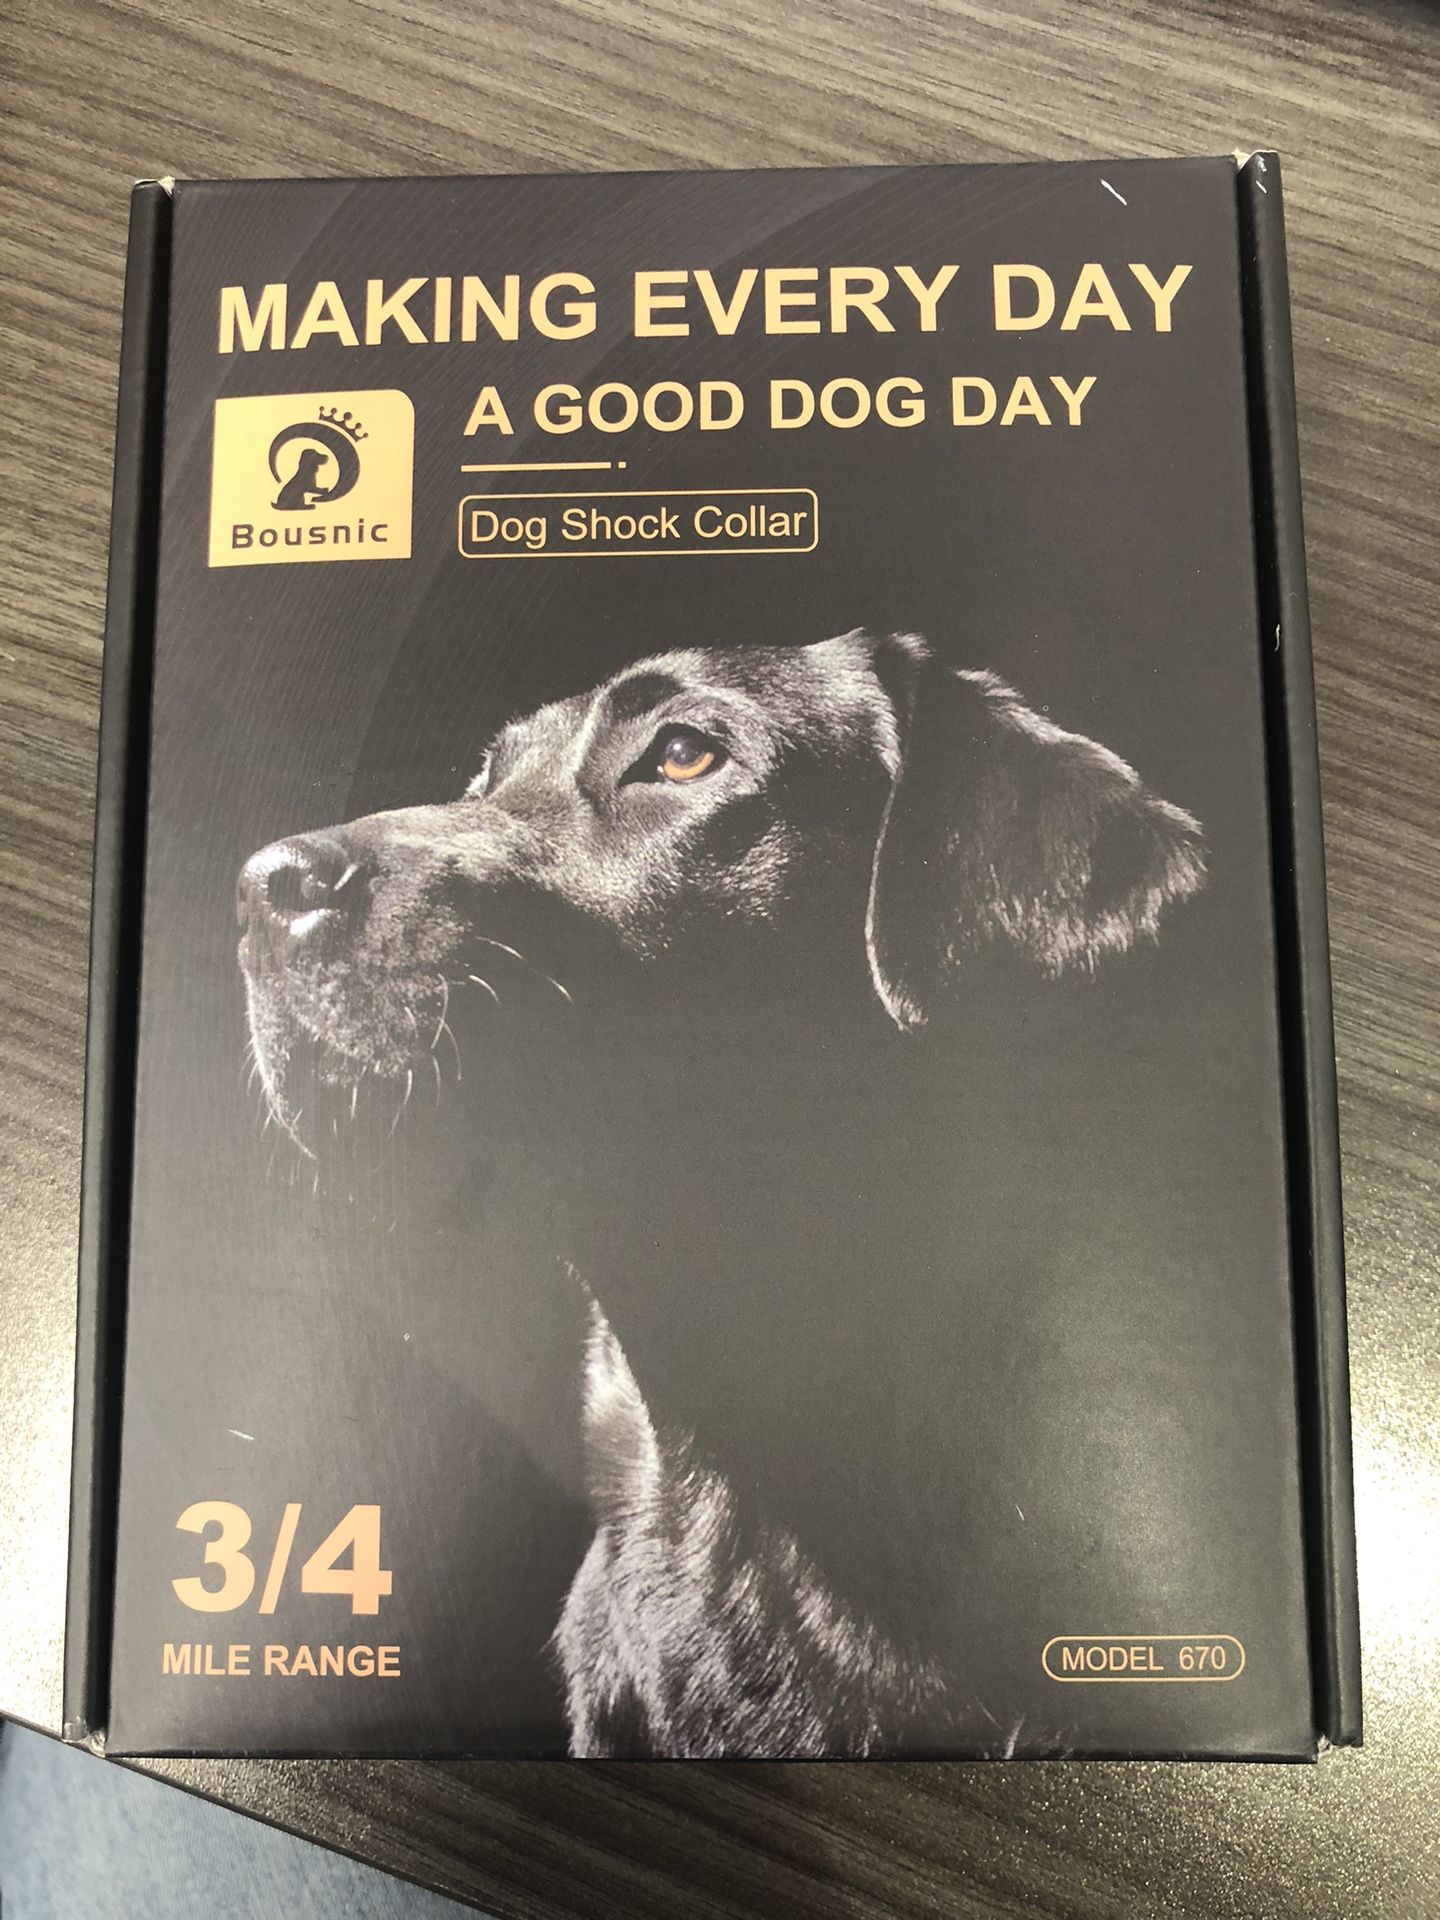 MAKING EVERY DAY
A GOOD DOG DAY
Bousnic
Dog Shock Collar
3/4
MILE RANGE
MODEL 670